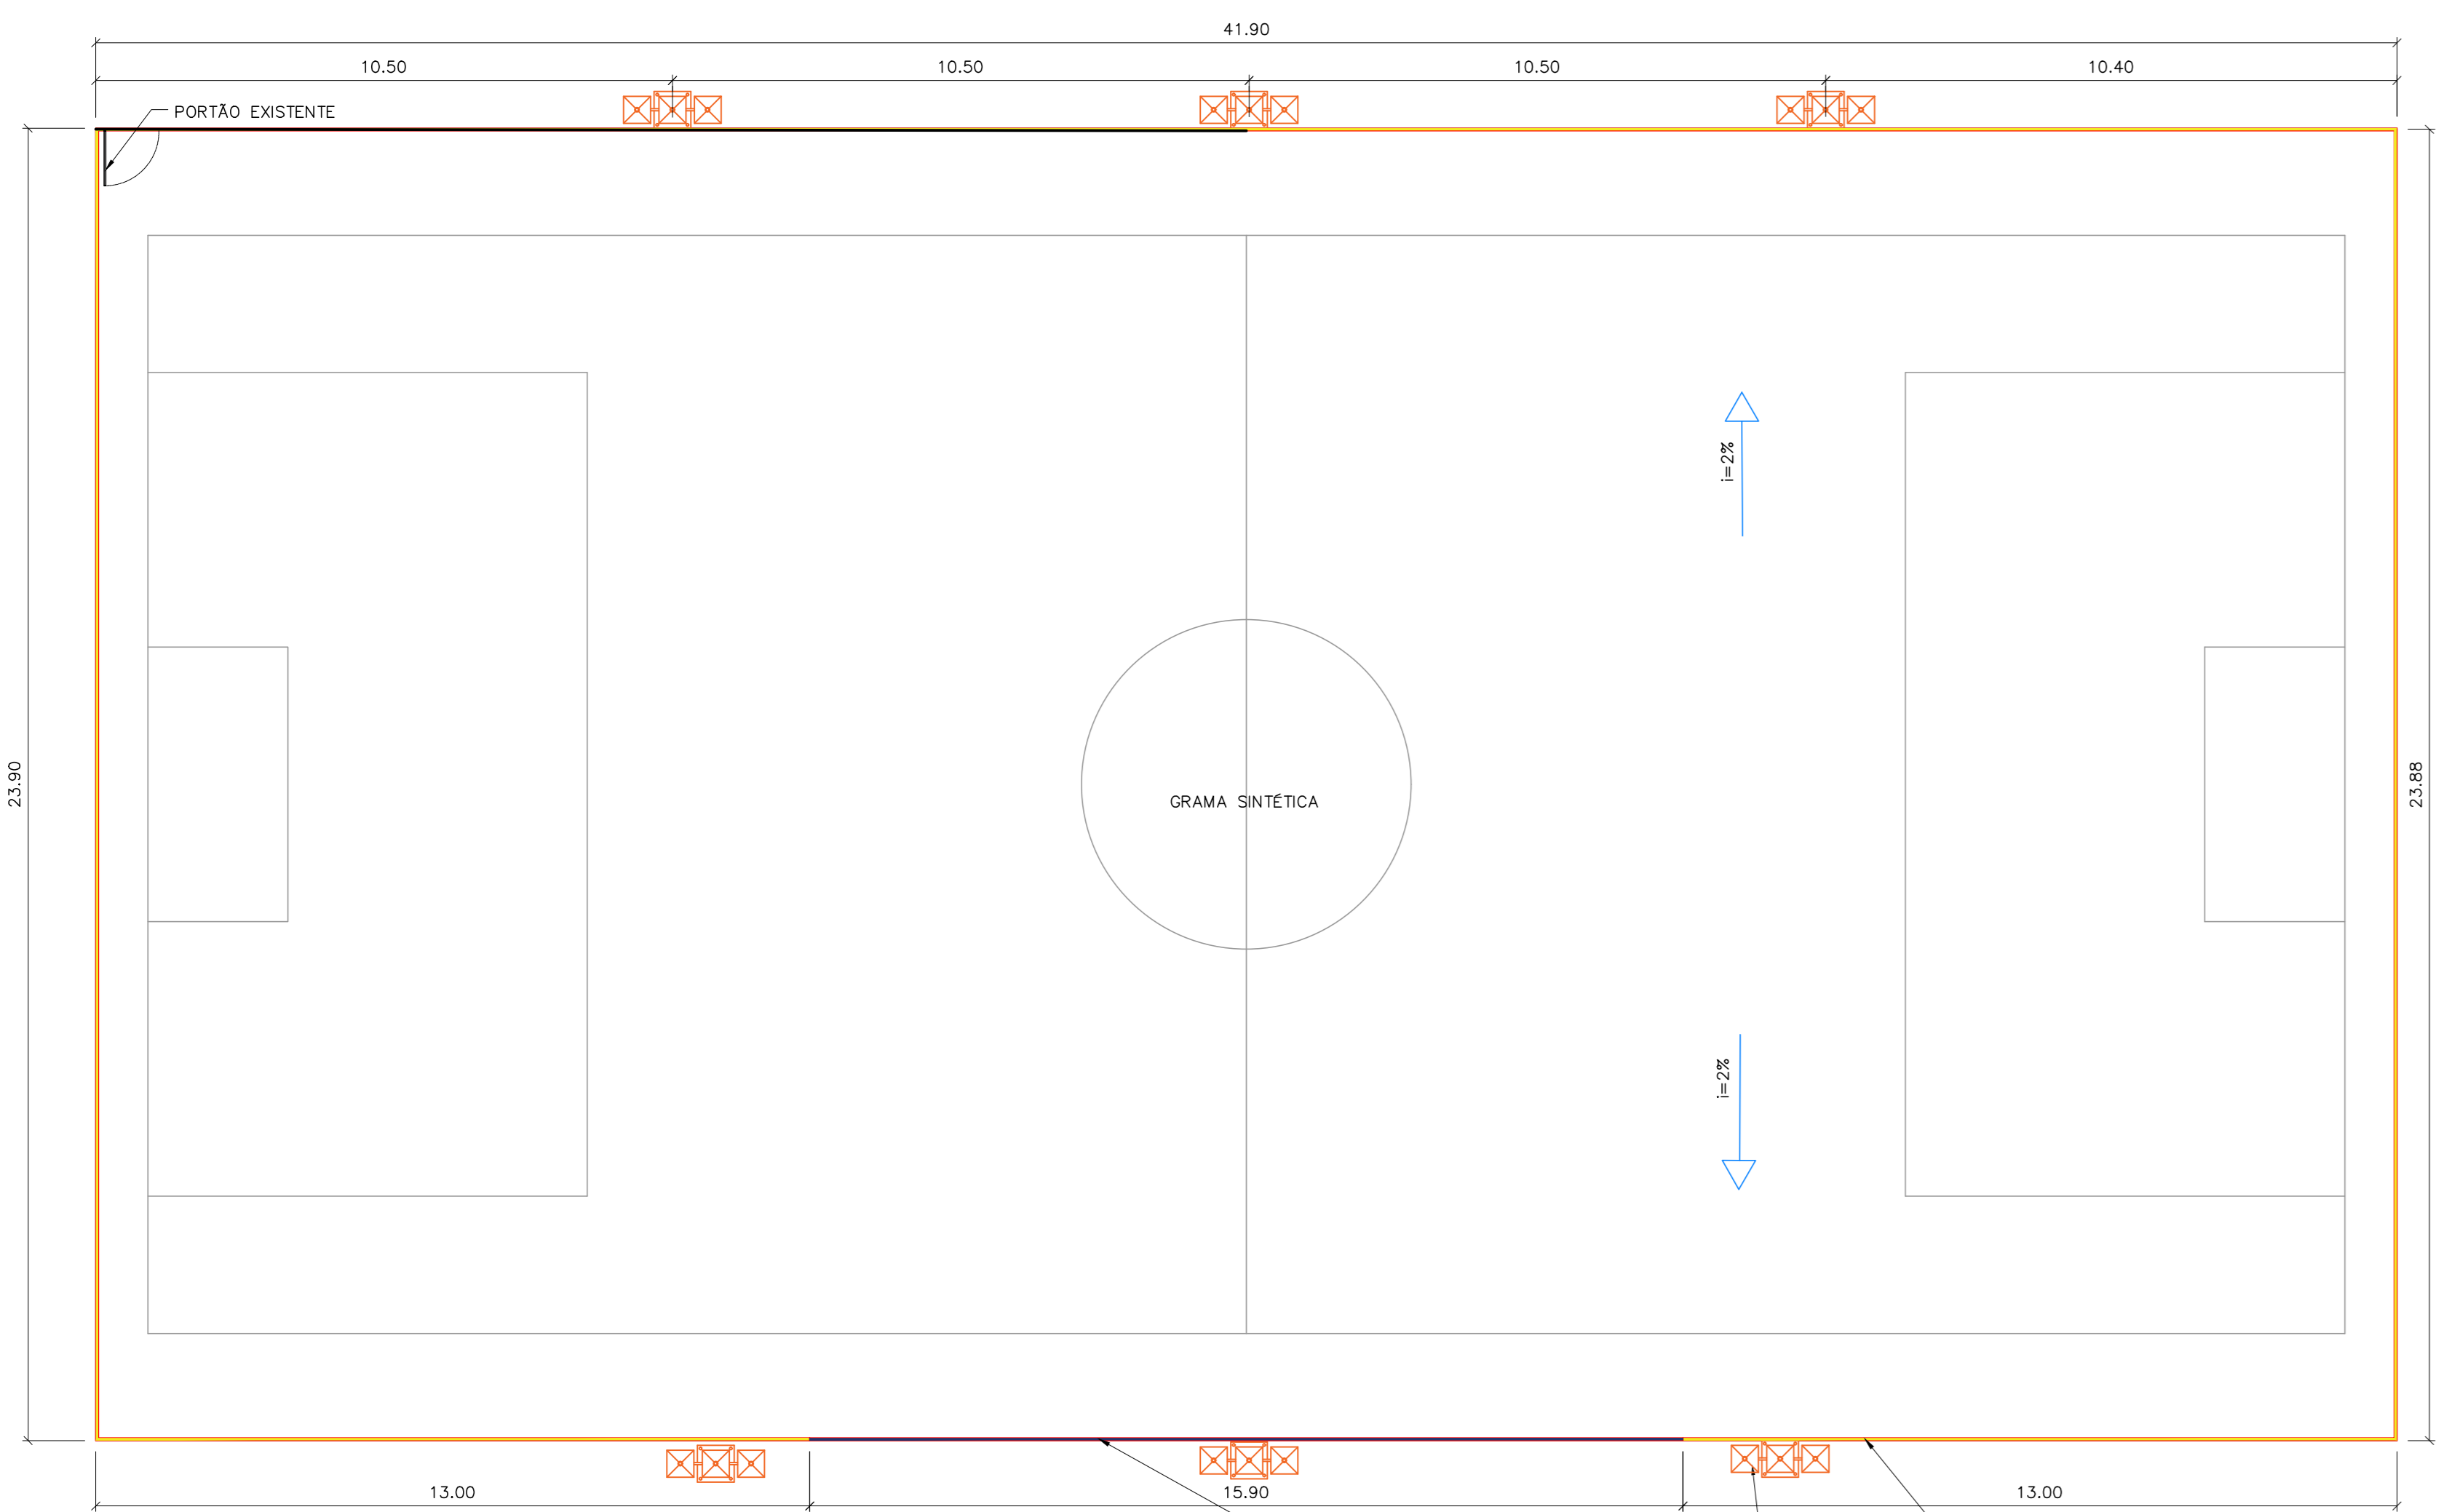 41.90
10.50 10.50 10.50 10.40
PORTÃO EXISTENTE
i=2%
23.90
23.88
GRAMA SINTÉTICA
i=2%
13.00 15.90 13.00